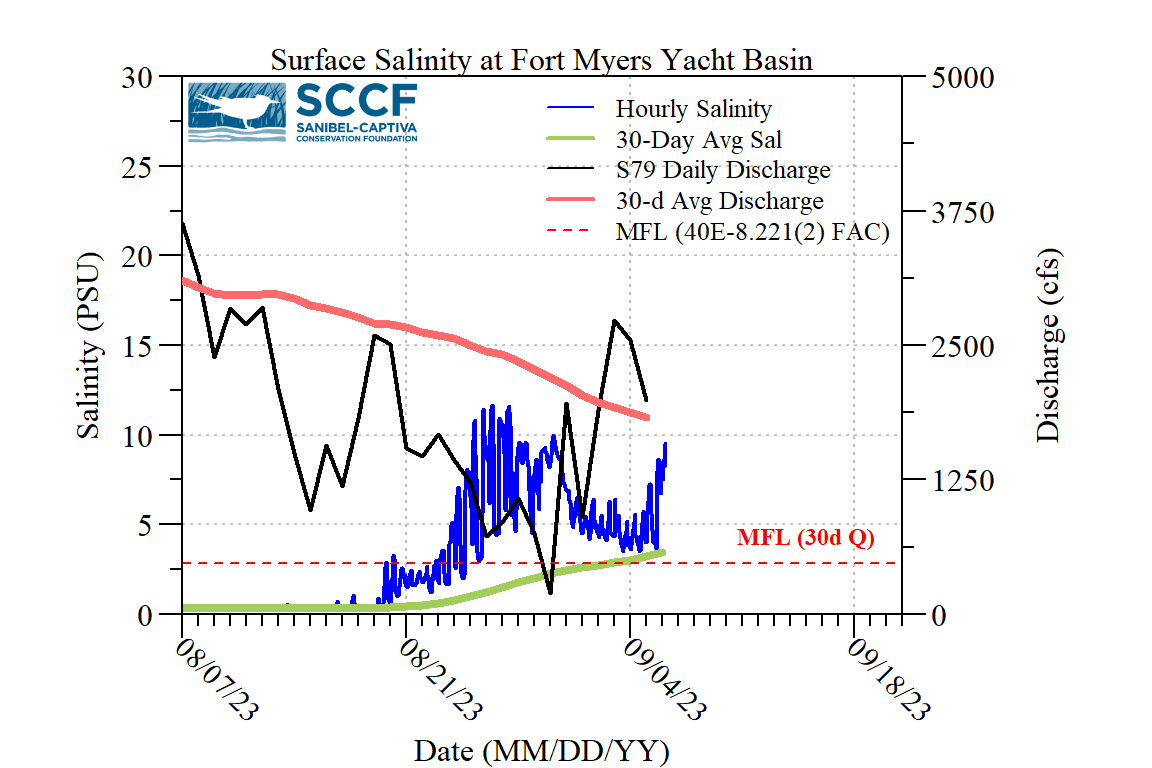 Surface Salinity at Fort Myers Yacht Basin
SCCF
SANIBEL-CAPTIVA
CONSERVATION FOUNDATION
Hourly Salinity
30-Day Avg Sal
S79 Daily Discharge
30-d Avg Discharge
MFL (40E-8.221(2) FAC)
Salinity (PSU)
30
25
20
15
10
5
0
5000
3750
2500
1250
0
Discharge (cfs)
MFL (30d Q)
08/07/23
08/21/23
09/04/23
09/18/23
Date (MM/DD/YY)